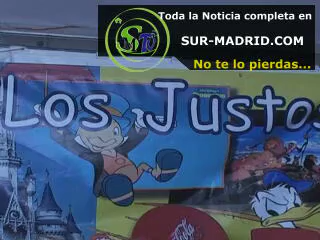 Toda la Noticia completa en
SUR-MADRID.COM
No te lo pierdas...
Los Justos